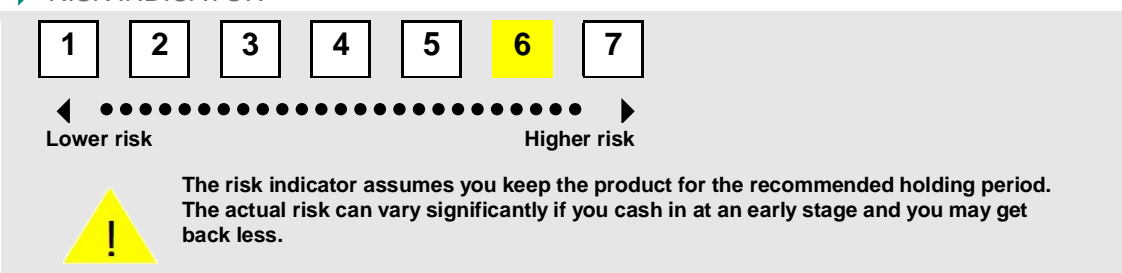 RISK INDICATOR
1 2 3 4 5 6 7
Lower risk Higher risk
The risk indicator assumes you keep the product for the recommended holding period.
The actual risk can vary significantly if you cash in at an early stage and you may get
back less.
!